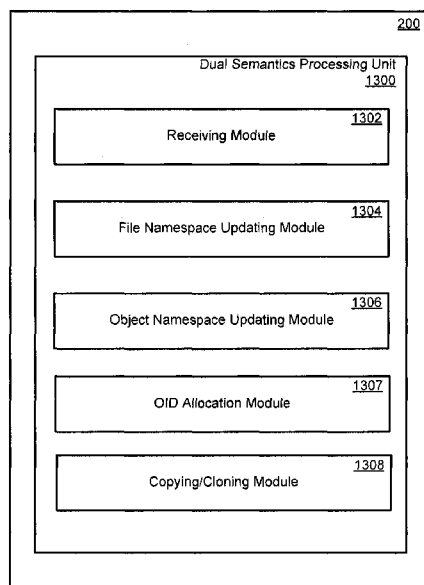 200
Dual Semantics Processing Unit
1300
1302
Receiving Module
1304
File Namespace Updating Module
1306
Object Namespace Updating Module
1307
OID Allocation Module
1308
Copying/Cloning Module